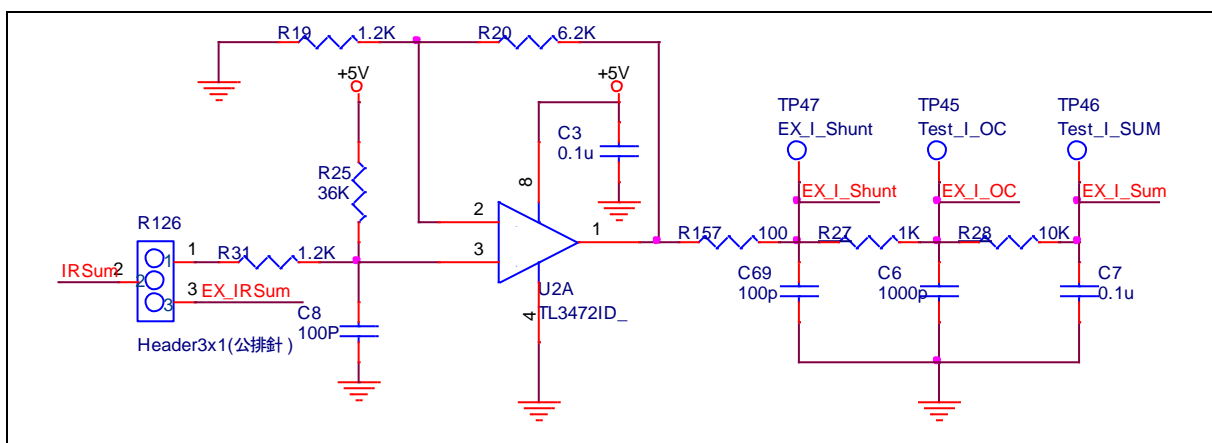 R19 1.2K R20 6.2K
+5V +5V
TP47 TP45 TP46
EX_I_Shunt Test_I_OC Test_I_SUM
C3
0.1u
R25
36K
8
EX_I_Shunt EX_I_OC EX_I_Sum
R126
2 1
R157 100 R27 1K R28 10K
1 1 R31 1.2K 3
IRSum 2 2
3 3 EX_IRSum
C69 C6 C7
100p 1000p 0.1u
U2A
TL3472ID_
4
C8
100P
Header3x1(公排針)